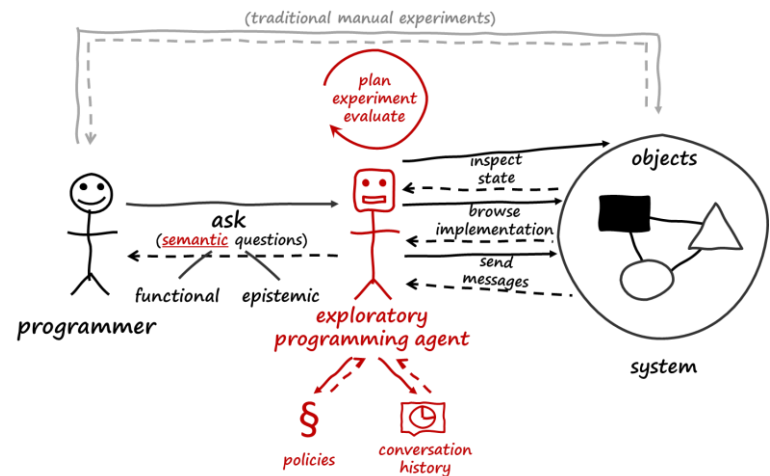 (traditional manual experiments)
plan
experiment
evaluate
objects
inspect
state
ask
browse
(semantic questions)
implementation
send
functional
epistemic
messages
programmer
exploratory
programming agent
system
§
policies
conversation
history